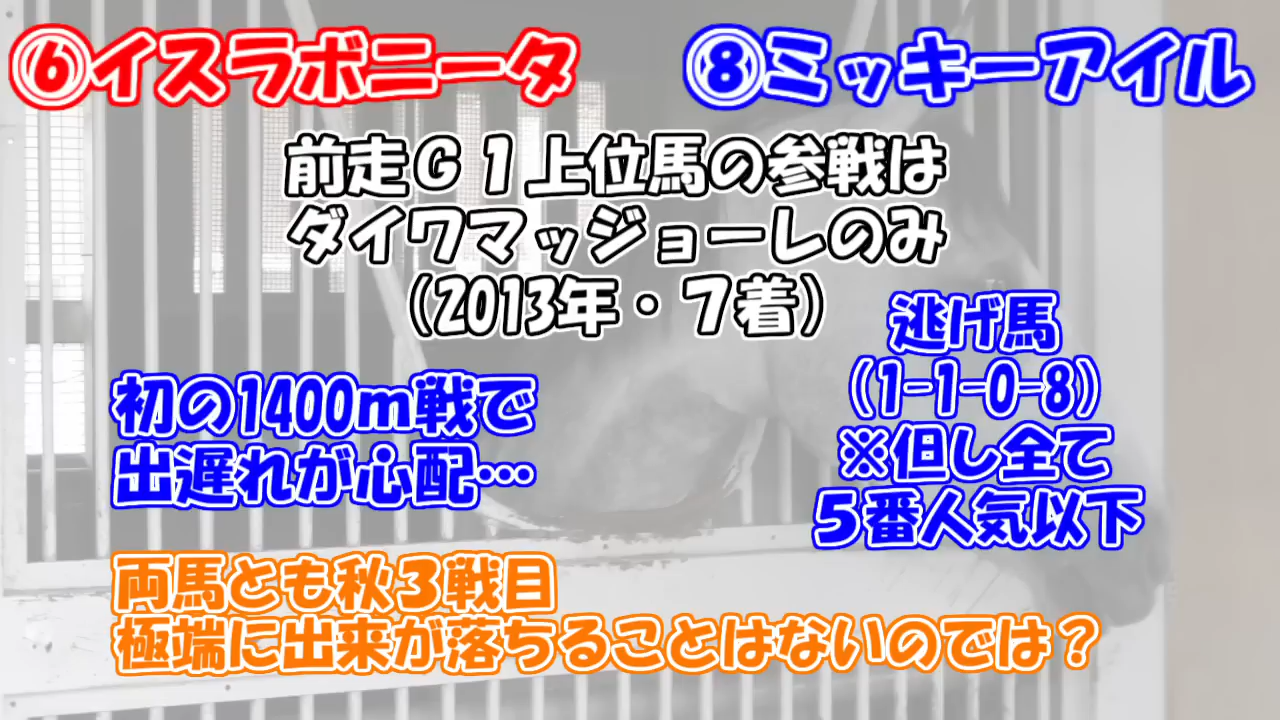 ⑥イスラボニータ
⑧ミッキーアイル
前走G1上位馬の参戦は
ダイワマッジョーレのみ
（2013年・7着）
逃げ馬
（1-1-0-8）
※但し全て
5番人気以下
初の1400m戦で
出遅れが心配…
両馬とも秋3戦目
極端に出来が落ちることはないのでは？